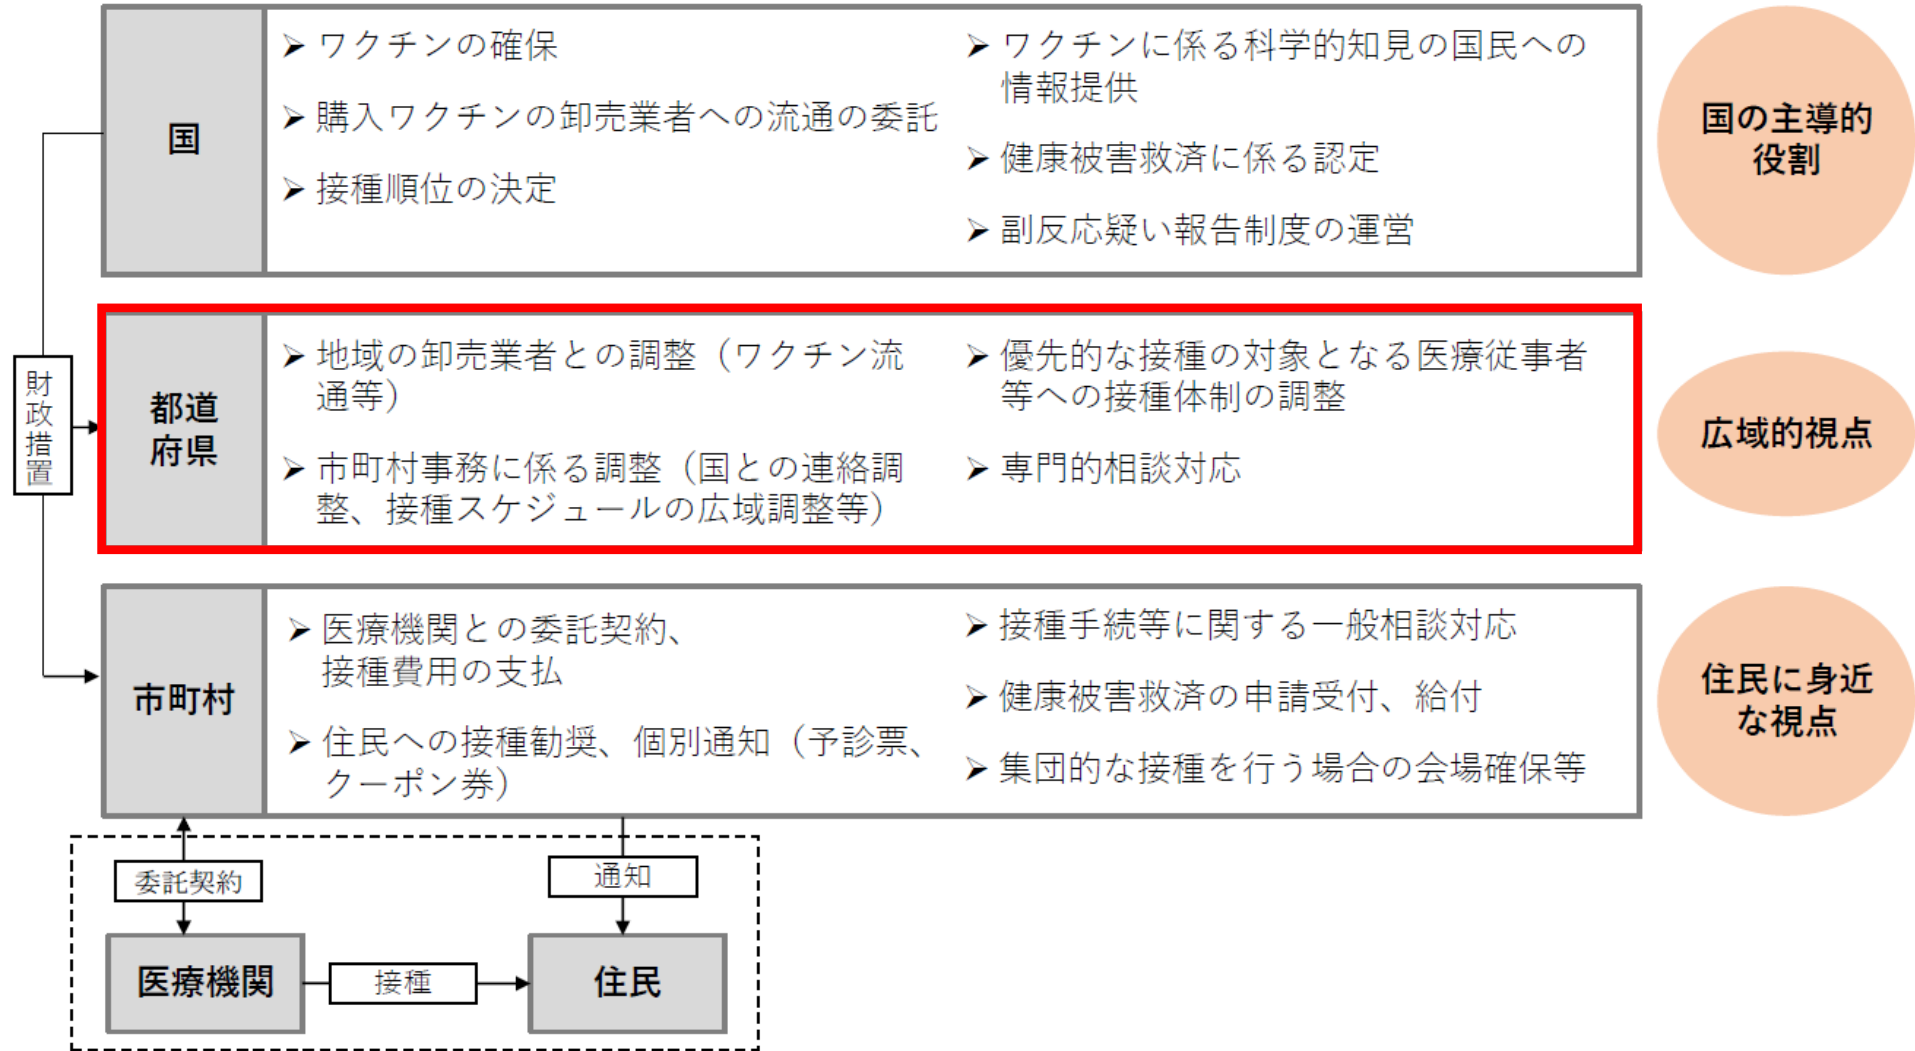 国
➤ ワクチンの確保
➤ 購入ワクチンの卸売業者への流通の委託
➤ 接種順位の決定
➤ ワクチンに係る科学的知見の国民への
情報提供
➤ 健康被害救済に係る認定
➤ 副反応疑い報告制度の運営
国の主導的
役割
財政措置
都道
府県
➤ 地域の卸売業者との調整（ワクチン流
通等）
➤ 市町村事務に係る調整（国との連絡調
整、接種スケジュールの広域調整等）
➤ 優先的な接種の対象となる医療従事者
等への接種体制の調整
➤ 専門的相談対応
広域的視点
市町村
➤ 医療機関との委託契約、
接種費用の支払
➤ 住民への接種勧奨、個別通知（予診票、
クーポン券）
➤ 接種手続等に関する一般相談対応
➤ 健康被害救済の申請受付、給付
➤ 集団的な接種を行う場合の会場確保等
住民に身近
な視点
委託契約
通知
医療機関
接種
住民